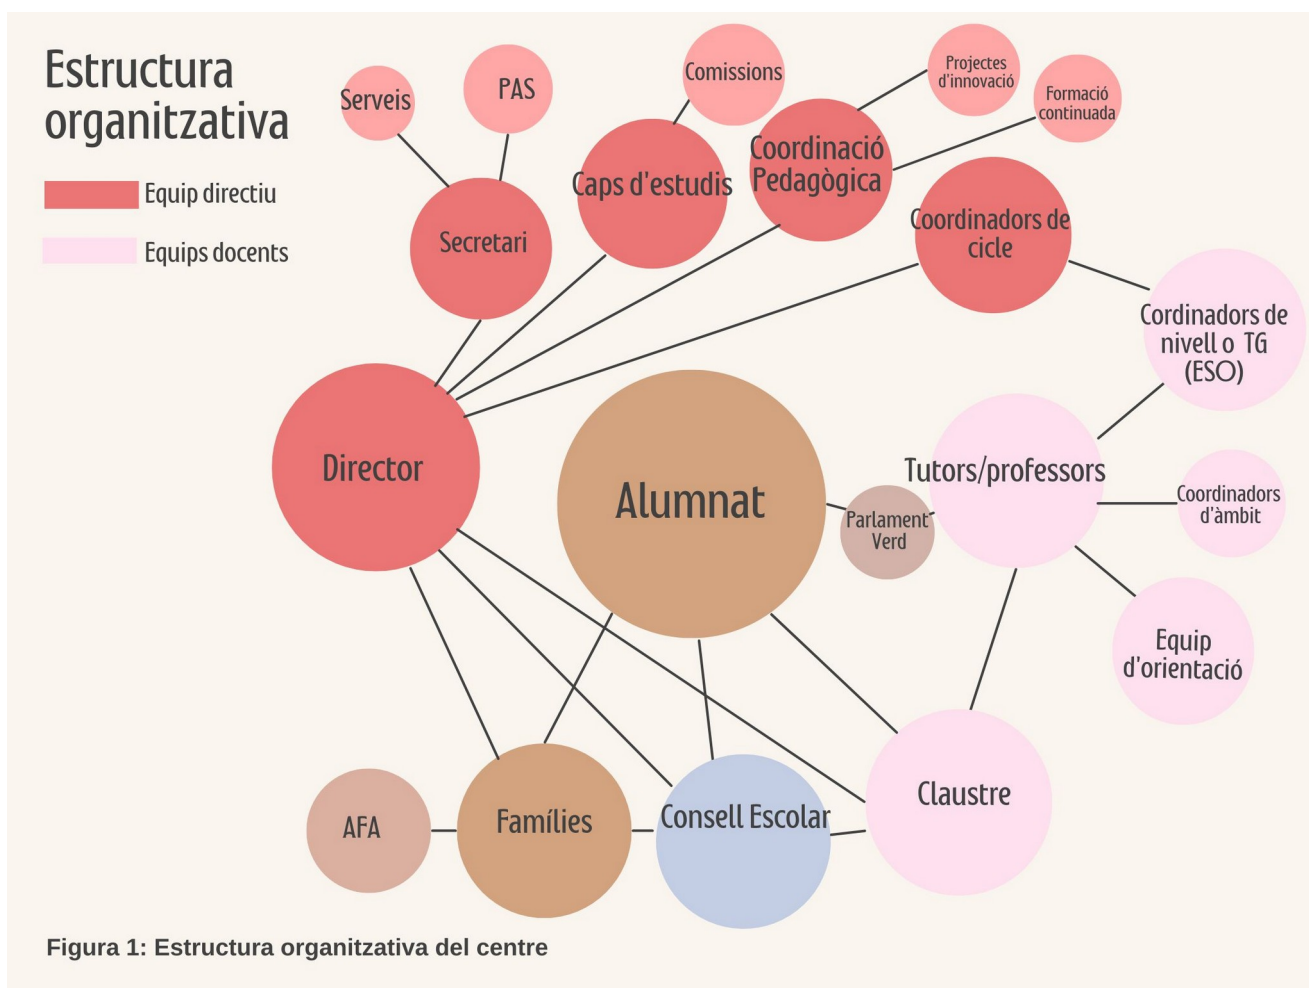 Estructura
organitzativa
Equip directiu
Equips docents
Serveis
PAS
Comissions
Projectes
d'innovació
Formació
continuada
Secretari
Caps d'estudis
Coordinació
Pedagògica
Coordinadors de
cicle
Cordinadors de
nivell o TG
(ESO)
Director
Alumnat
Parlament
Verd
Tutors/professors
Coordinadors
d'àmbit
Equip
d'orientació
AFA
Famílies
Consell Escolar
Claustre
Figura 1: Estructura organitzativa del centre